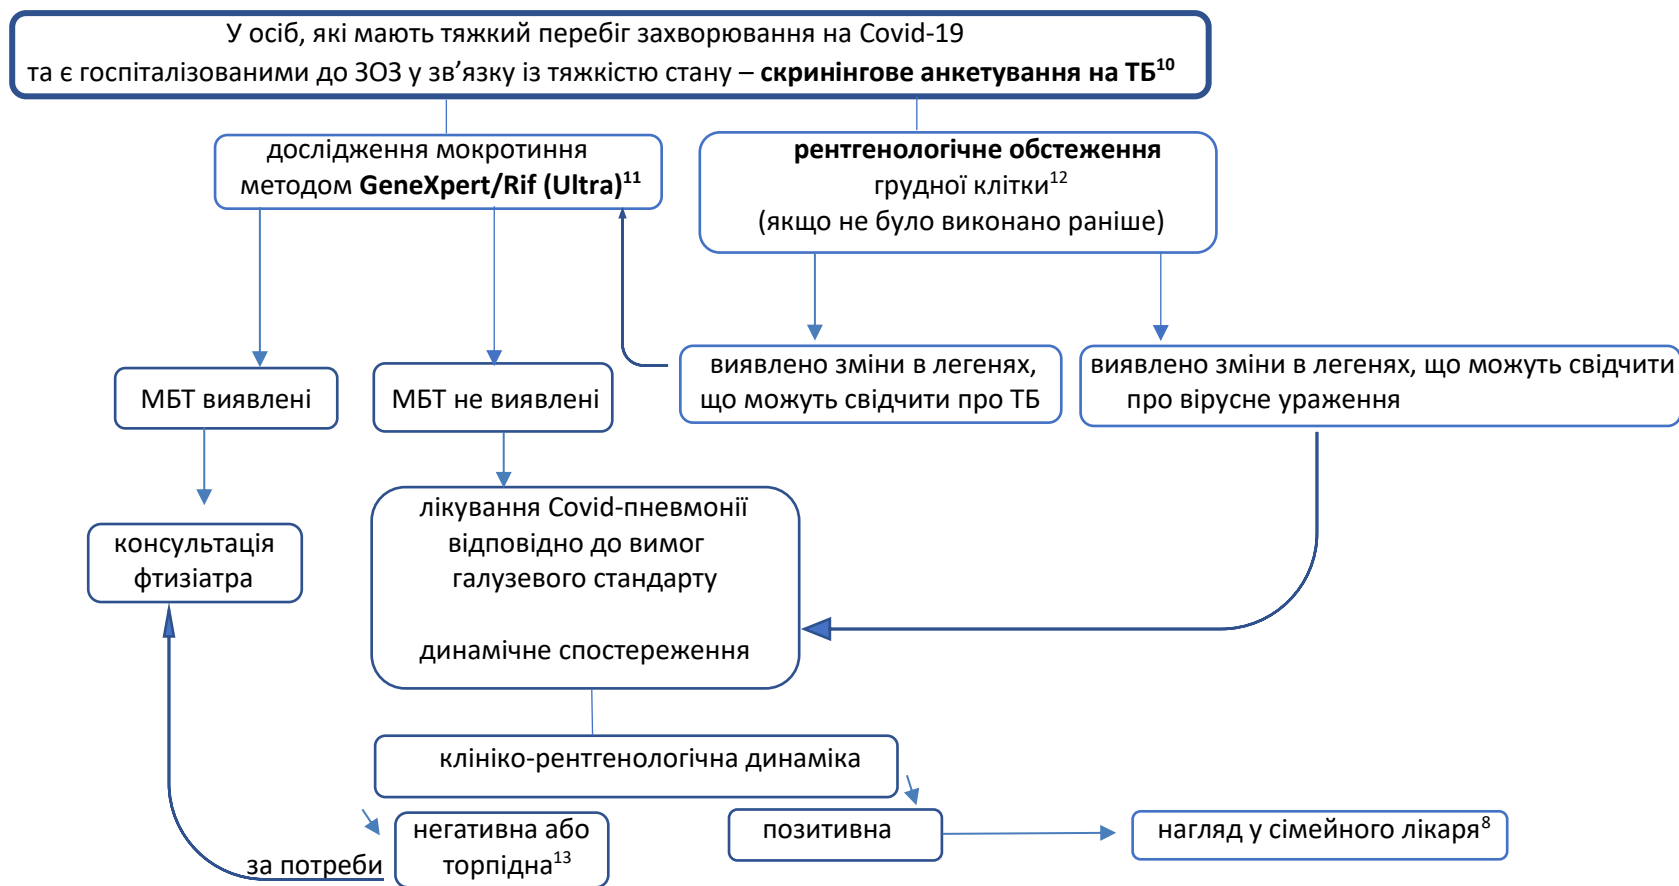 У осіб, які мають тяжкий перебіг захворювання на Covid-19
та є госпіталізованими до ЗОЗ у зв’язку із тяжкістю стану – скринінгове анкетування на ТБ¹⁰
дослідження мокротиння
методом GeneXpert/Rif (Ultra)¹¹
рентгенологічне обстеження
грудної клітки¹²
(якщо не було виконано раніше)
МБТ виявлені
МБТ не виявлені
виявлено зміни в легенях,
що можуть свідчити про ТБ
виявлено зміни в легенях, що можуть свідчити
про вірусне ураження
консультація
фтизіатра
лікування Covid-пневмонії
відповідно до вимог
галузевого стандарту
динамічне спостереження
клініко-рентгенологічна динаміка
за потреби
негативна або
торпідна¹³
позитивна
нагляд у сімейного лікаря⁸